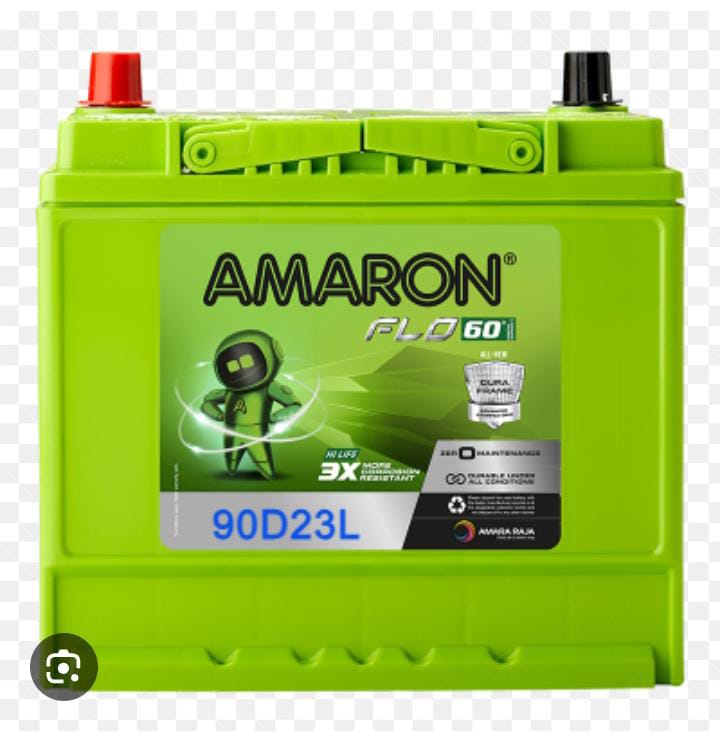 AMARON®
FLO 60
ALL-NEW
DURA
FRAME
HI LIFE
3X MORE
CORROSION
RESISTANT
ZERO MAINTENANCE
DURABLE UNDER
ALL CONDITIONS
90D23L
AMARA RAJA